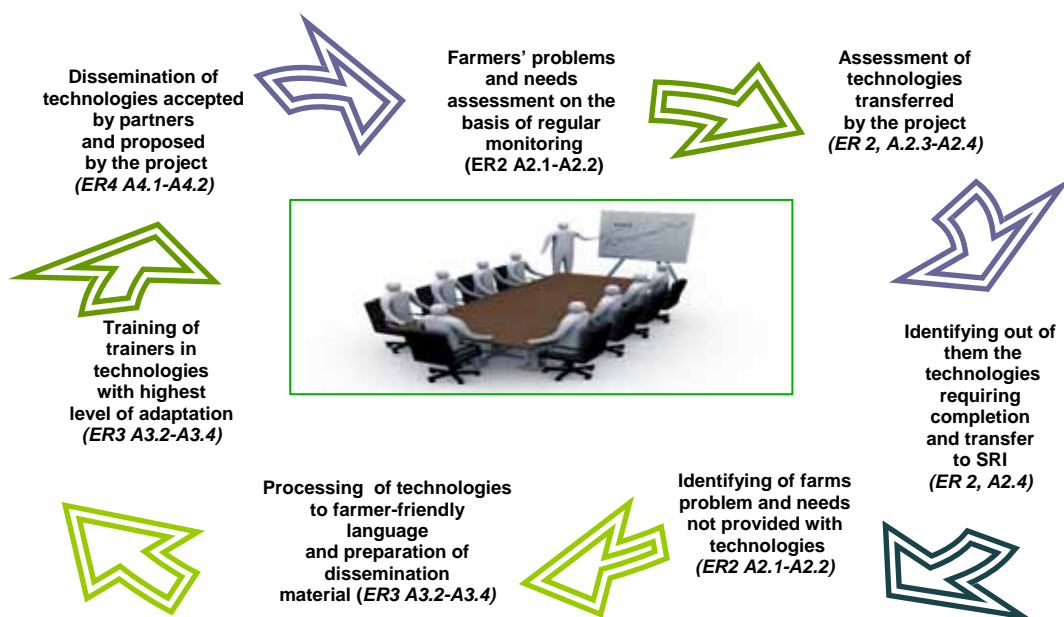 Dissemination of
technologies accepted
by partners
and proposed
by the project
(ER4 A4.1-A4.2)
Farmers’ problems
and needs
assessment on the
basis of regular
monitoring
(ER2 A2.1-A2.2)
Assessment of
technologies
transferred
by the project
(ER 2, A.2.3-A2.4)
Identifying out of
them the
technologies
requiring
completion
and transfer
to SRI
(ER 2, A2.4)
Identifying of farms
problem and needs
not provided with
technologies
(ER2 A2.1-A2.2)
Processing of technologies
to farmer-friendly
language
and preparation of
dissemination
material (ER3 A3.2-A3.4)
Training of
trainers in
technologies
with highest
level of adaptation
(ER3 A3.2-A3.4)